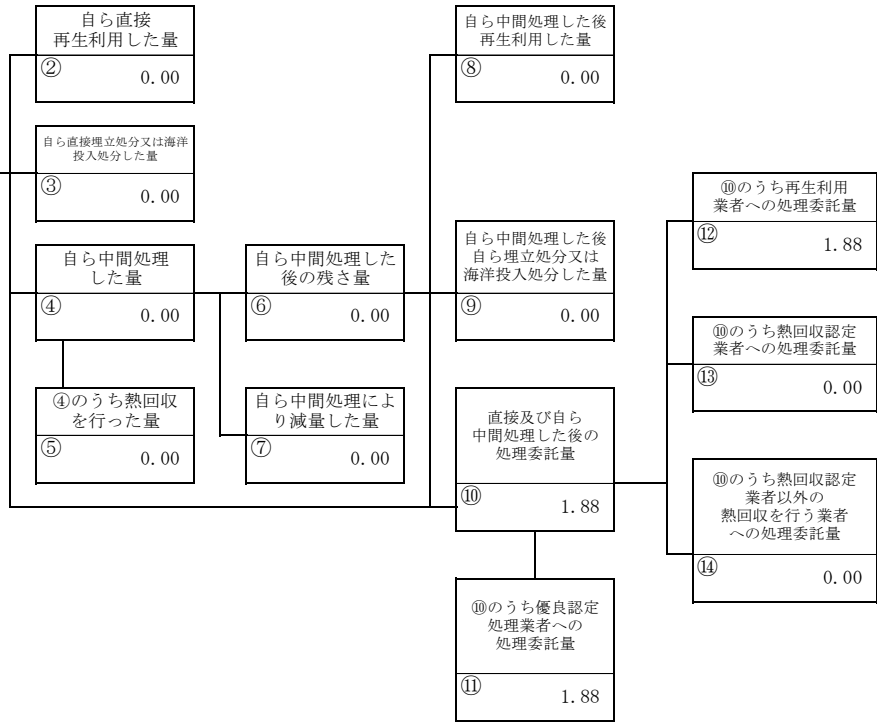 自ら直接
再生利用した量
②
0.00
自ら直接埋立処分又は海洋
投入処分した量
③
0.00
自ら中間処理
した量
④
0.00
④のうち熱回収
を行った量
⑤
0.00
自ら中間処理した
後の残さ量
⑥
0.00
自ら中間処理によ
り減量した量
⑦
0.00
自ら中間処理した後
再生利用した量
⑧
0.00
自ら中間処理した後
自ら埋立処分又は
海洋投入処分した量
⑨
0.00
直接及び自ら
中間処理した後の
処理委託量
⑩
1.88
⑩のうち優良認定
処理業者への
処理委託量
⑪
1.88
⑩のうち再生利用
業者への処理委託量
⑫
1.88
⑩のうち熱回収認定
業者への処理委託量
⑬
0.00
⑩のうち熱回収認定
業者以外の
熱回収を行う業者
への処理委託量
⑭
0.00